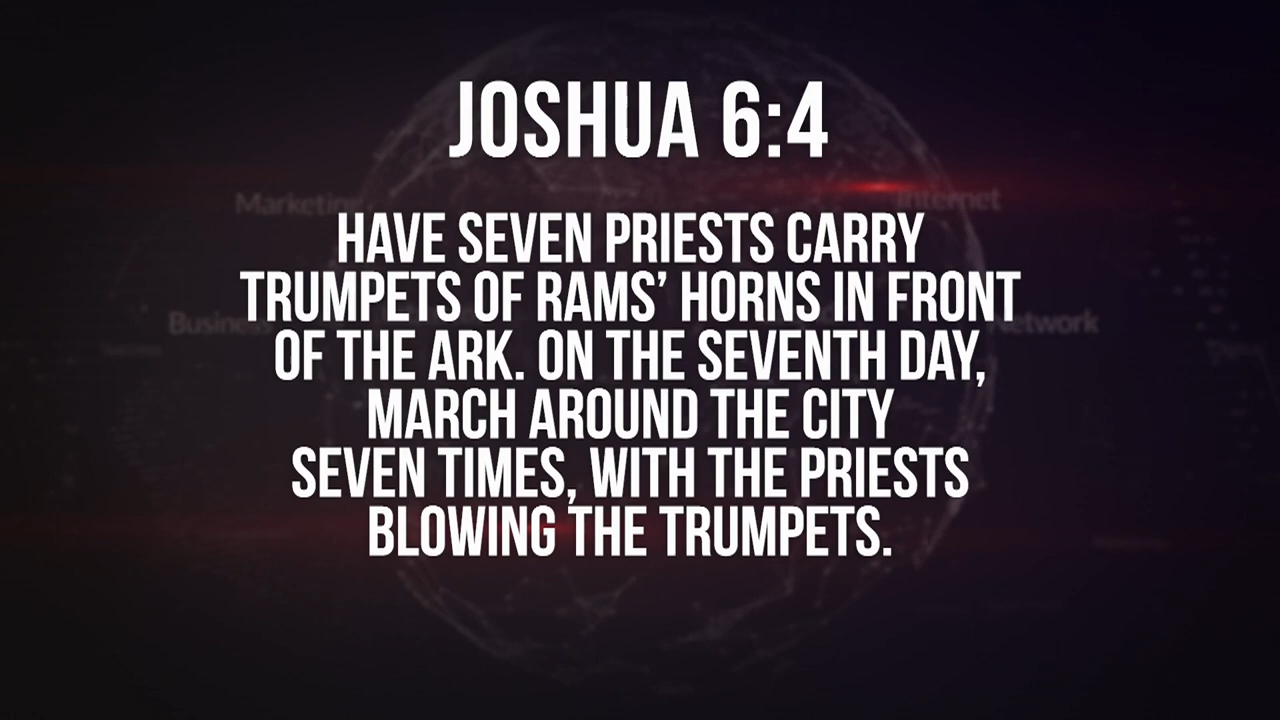 JOSHUA 6:4
Marketing
Internet
HAVE SEVEN PRIESTS CARRY
TRUMPETS OF RAMS’ HORNS IN FRONT
Business
Network
OF THE ARK. ON THE SEVENTH DAY,
MARCH AROUND THE CITY
SEVEN TIMES, WITH THE PRIESTS
BLOWING THE TRUMPETS.